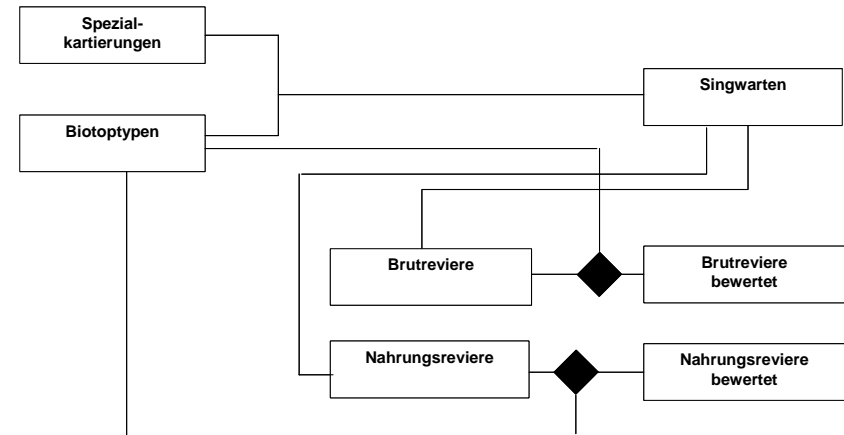 Spezial-
kartierungen
Singwarten
Biotoptypen
Brutreviere
Brutreviere
bewertet
Nahrungsreviere
Nahrungsreviere
bewertet